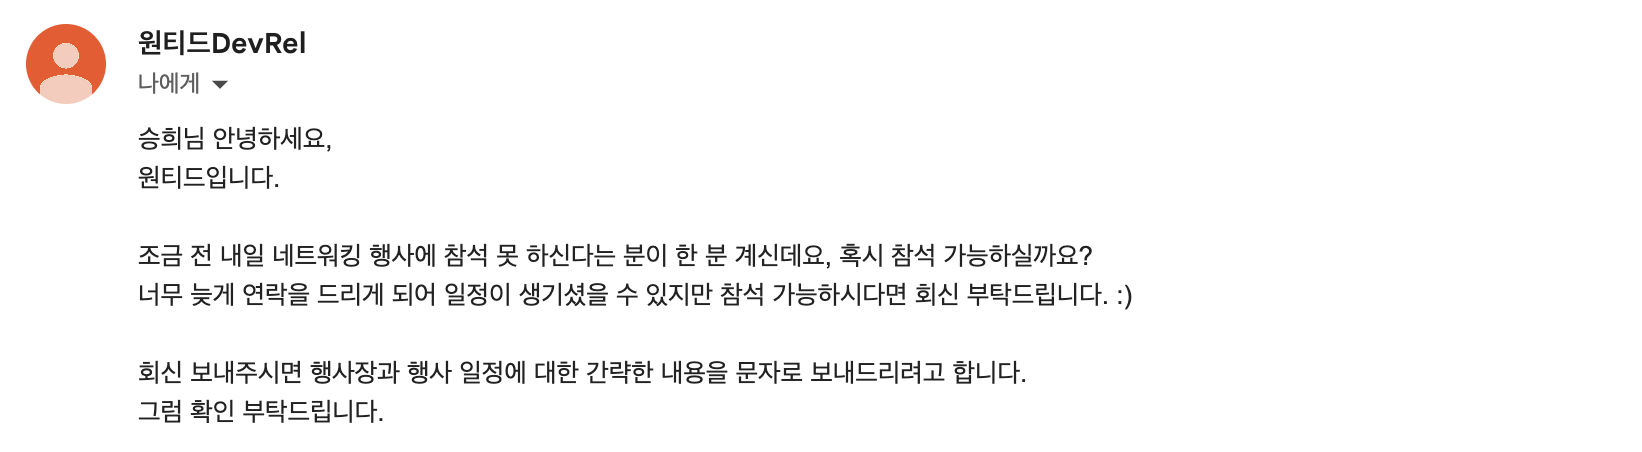 원티드DevRel
나에게
승희님 안녕하세요,
원티드입니다.
조금 전 내일 네트워킹 행사에 참석 못 하신다는 분이 한 분 계신데요, 혹시 참석 가능하실까요?
너무 늦게 연락을 드리게 되어 일정이 생기셨을 수 있지만 참석 가능하시다면 회신 부탁드립니다. :)
회신 보내주시면 행사장과 행사 일정에 대한 간략한 내용을 문자로 보내드리려고 합니다.
그럼 확인 부탁드립니다.